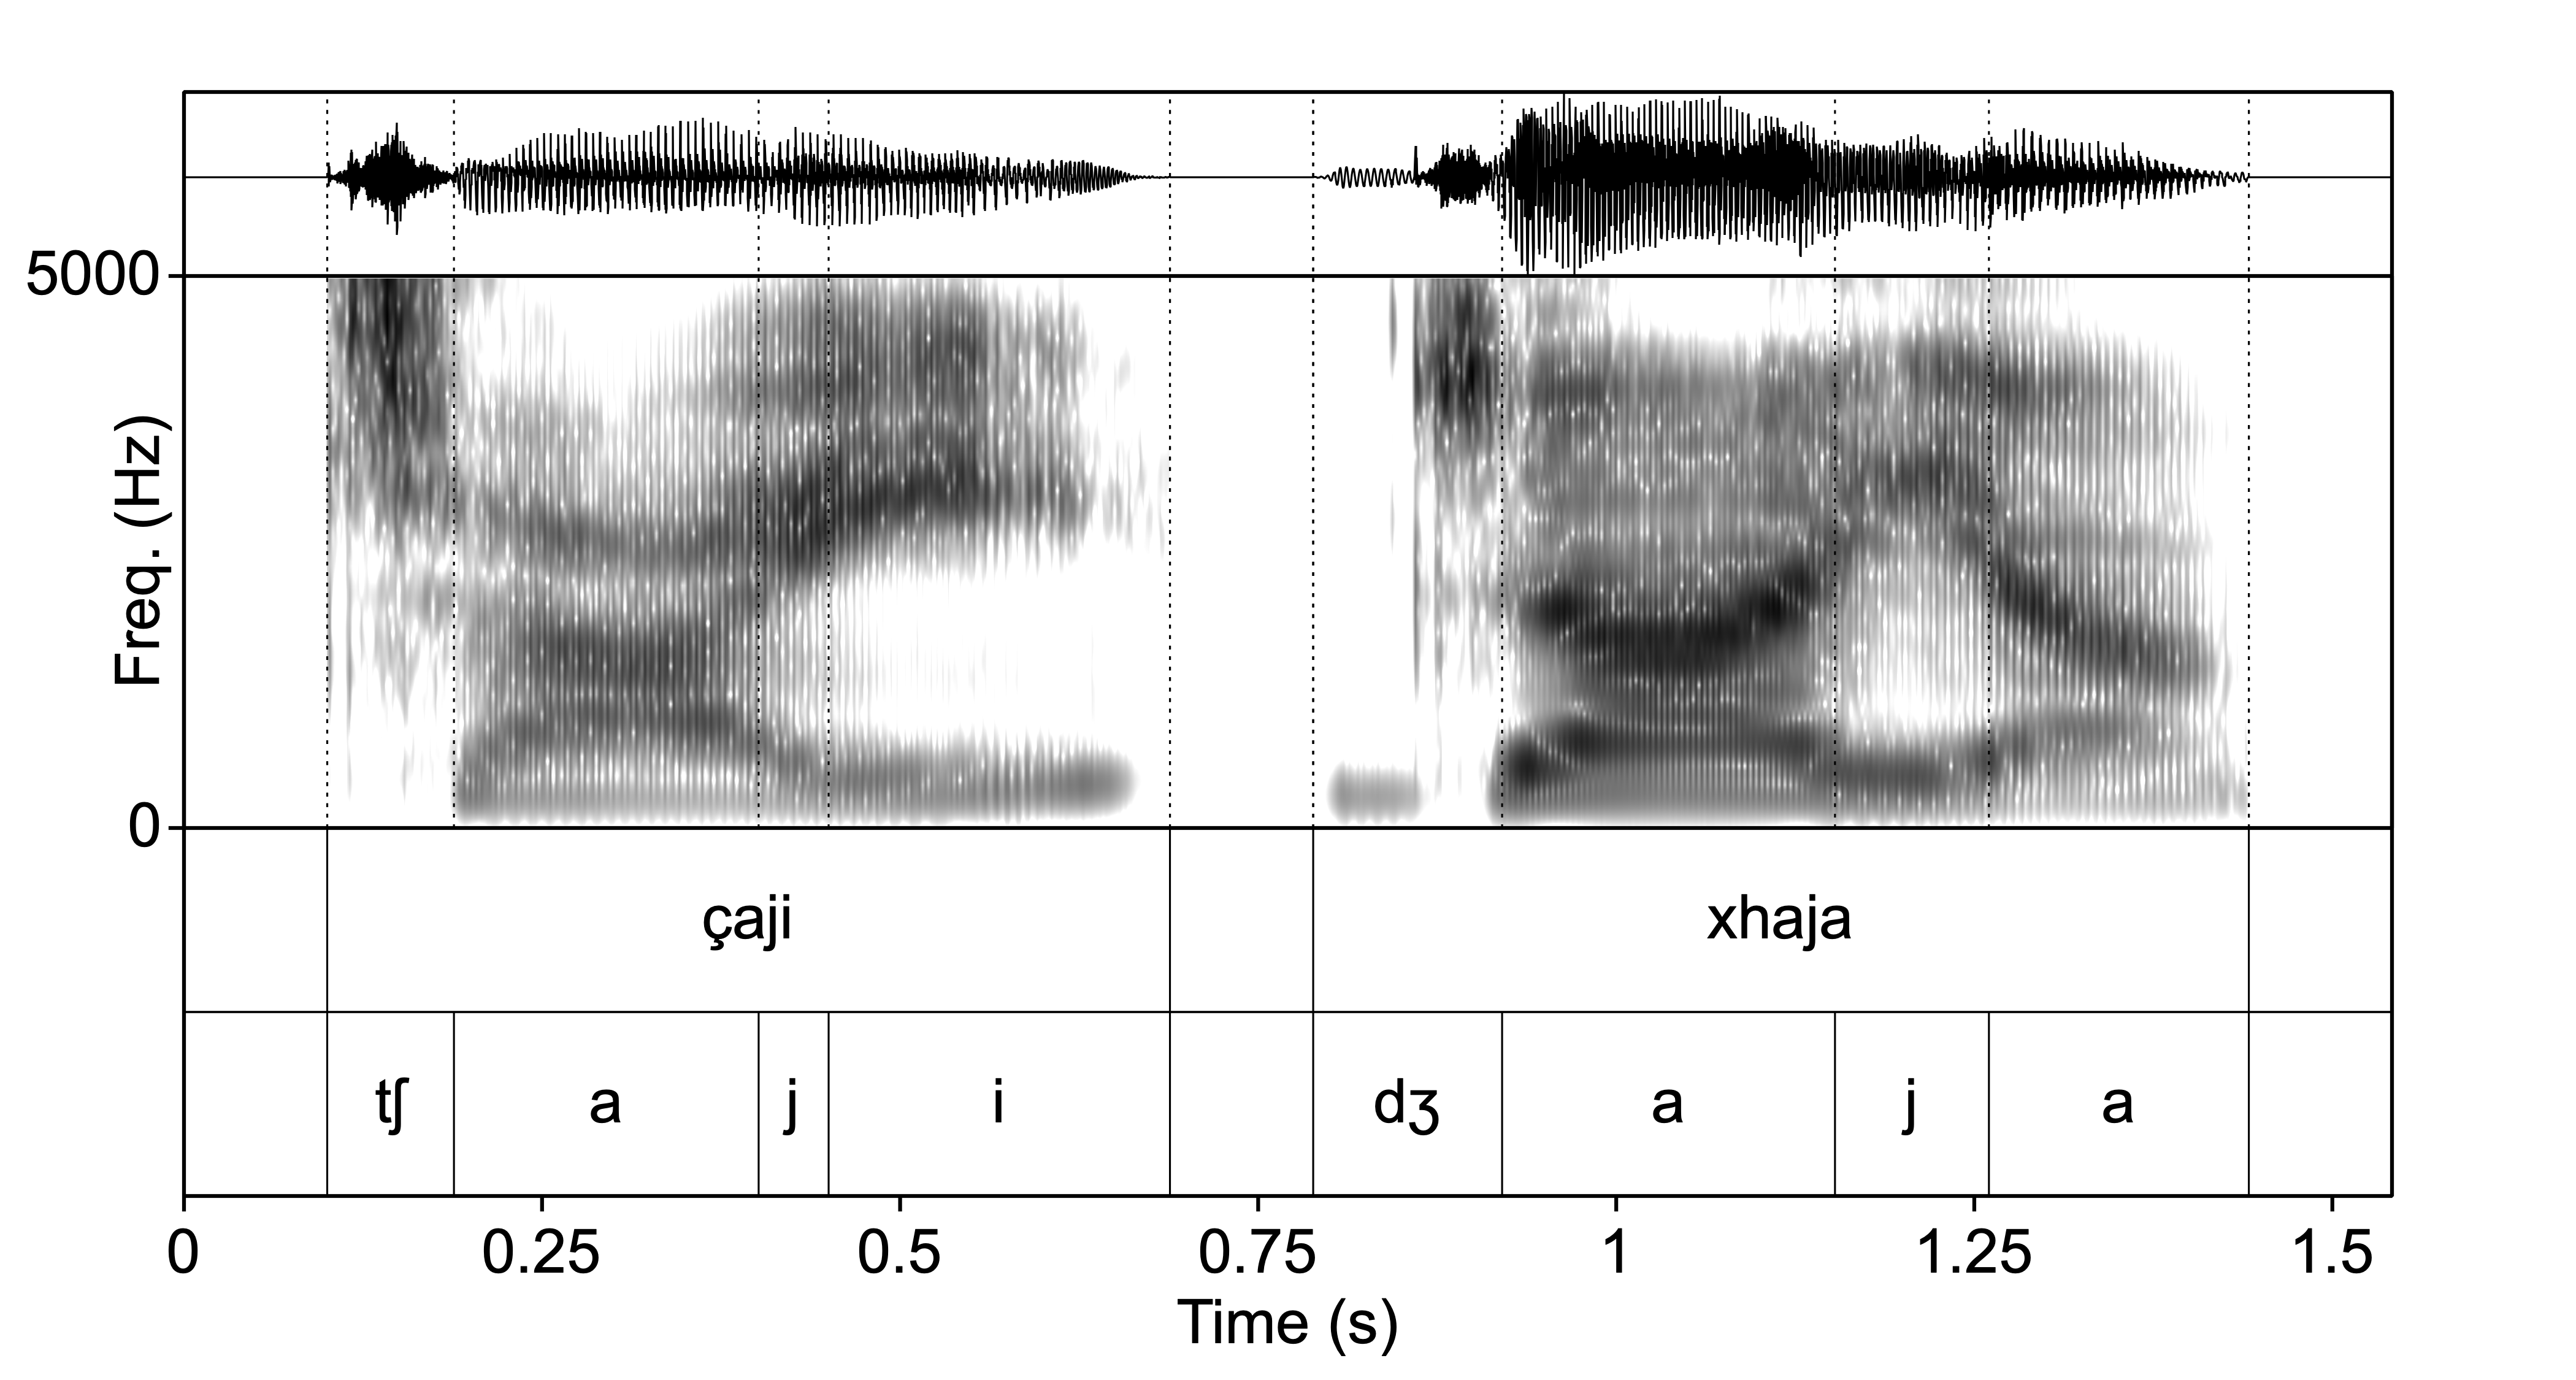 5000
Freq. (Hz)
0
çaji xhaja
tʃ a j i dʒ a j a
0 0.25 0.5 0.75 1 1.25 1.5
Time (s)